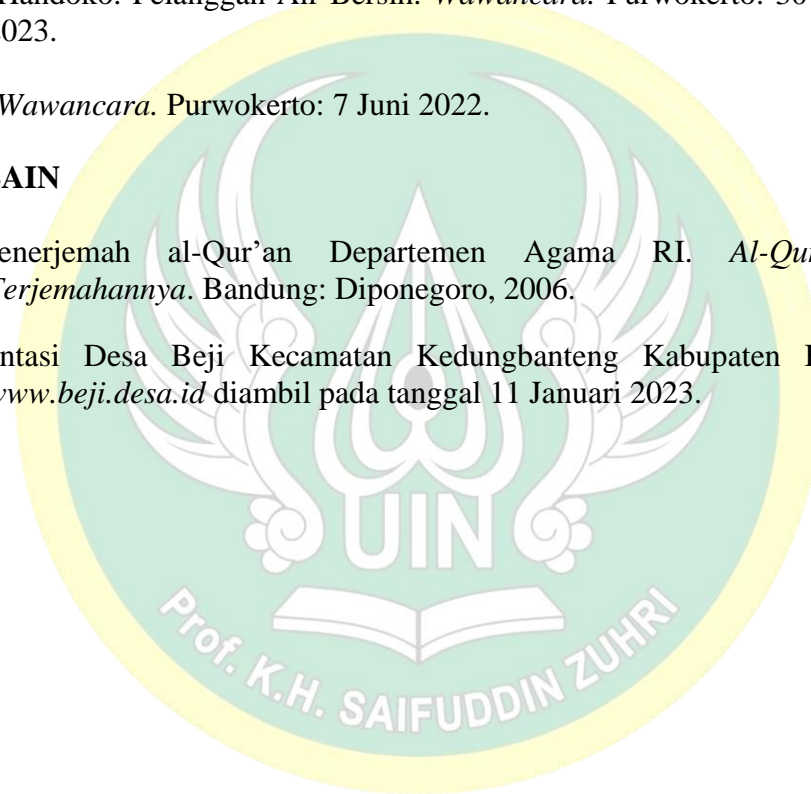 Handoko. Pelanggan Air Bersih. Wawancara. Purwokerto: 30
2023.
Wawancara. Purwokerto: 7 Juni 2022.
AIN
enerjemah al-Qur’an Departemen Agama RI. Al-Qur
Terjemahannya. Bandung: Diponegoro, 2006.
ntasi Desa Beji Kecamatan Kedungbanteng Kabupaten
www.beji.desa.id diambil pada tanggal 11 Januari 2023.
UIN
Prof. K.H. SAIFUDDIN ZUHRI